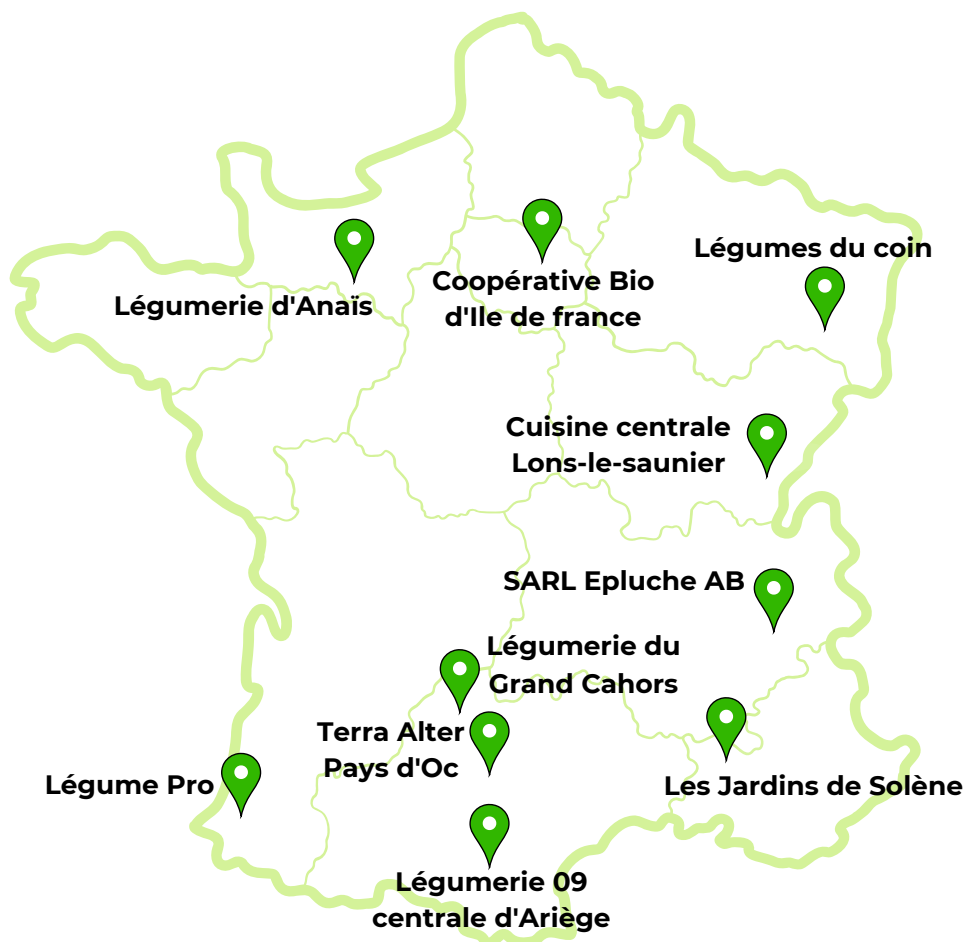 Légumes du coin
Coopérative Bio
d'Ile de france
Légumerie d'Anaïs
Cuisine centrale
Lons-le-saunier
SARL Epluche AB
Légumerie du
Grand Cahors
Terra Alter
Pays d'Oc
Légume Pro
Les Jardins de Solène
Légumerie 09
centrale d'Ariège